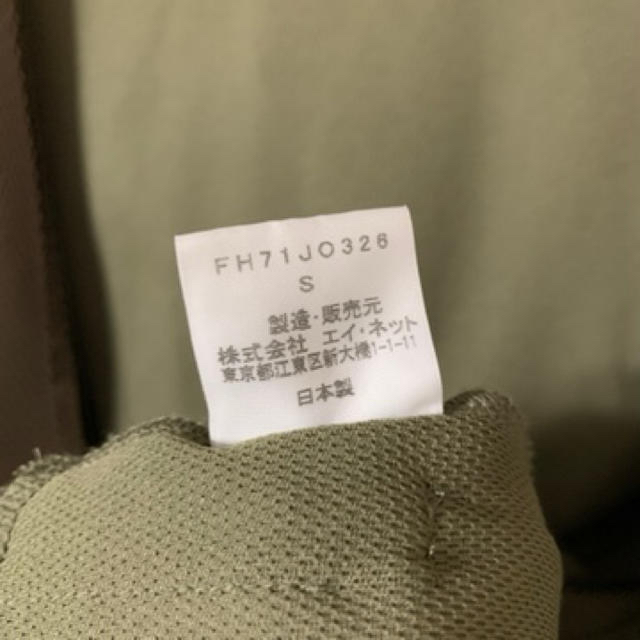 FH71JO326
S
製造・販売元
株式会社 エイ・ネット
東京都江東区新大橋1-1-11
日本製